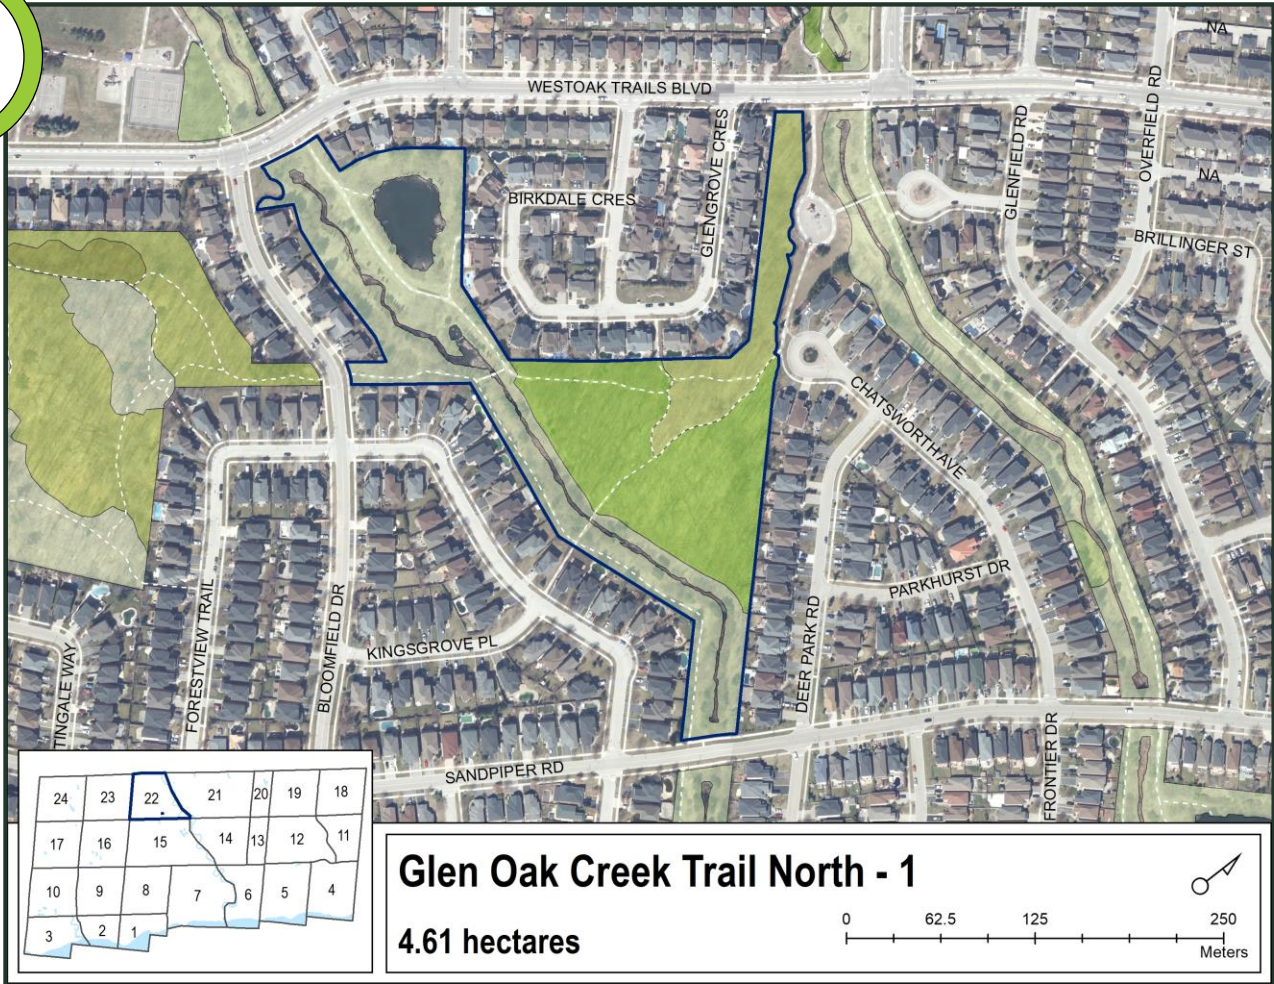 NA
WESTOAK TRAILS BLVD
OVERFIELD RD
GLENFIELD RD
GLENGROVE CRES
NA
BIRKDALE CRES
BRILLINGER ST
CHATSWORTH AVE
PARKHURST DR
FORESTVIEW TRAIL
BLOOMFIELD DR
DEER PARK RD
KINGSGROVE PL
TINGALE WAY
SANDPIPER RD
FRONTIER DR
24 23 22 21 20 19 18
17 16 15 14 13 12 11
10 9 8 7 6 5 4
3 2 1
Glen Oak Creek Trail North - 1
4.61 hectares
0 62.5 125 250
Meters